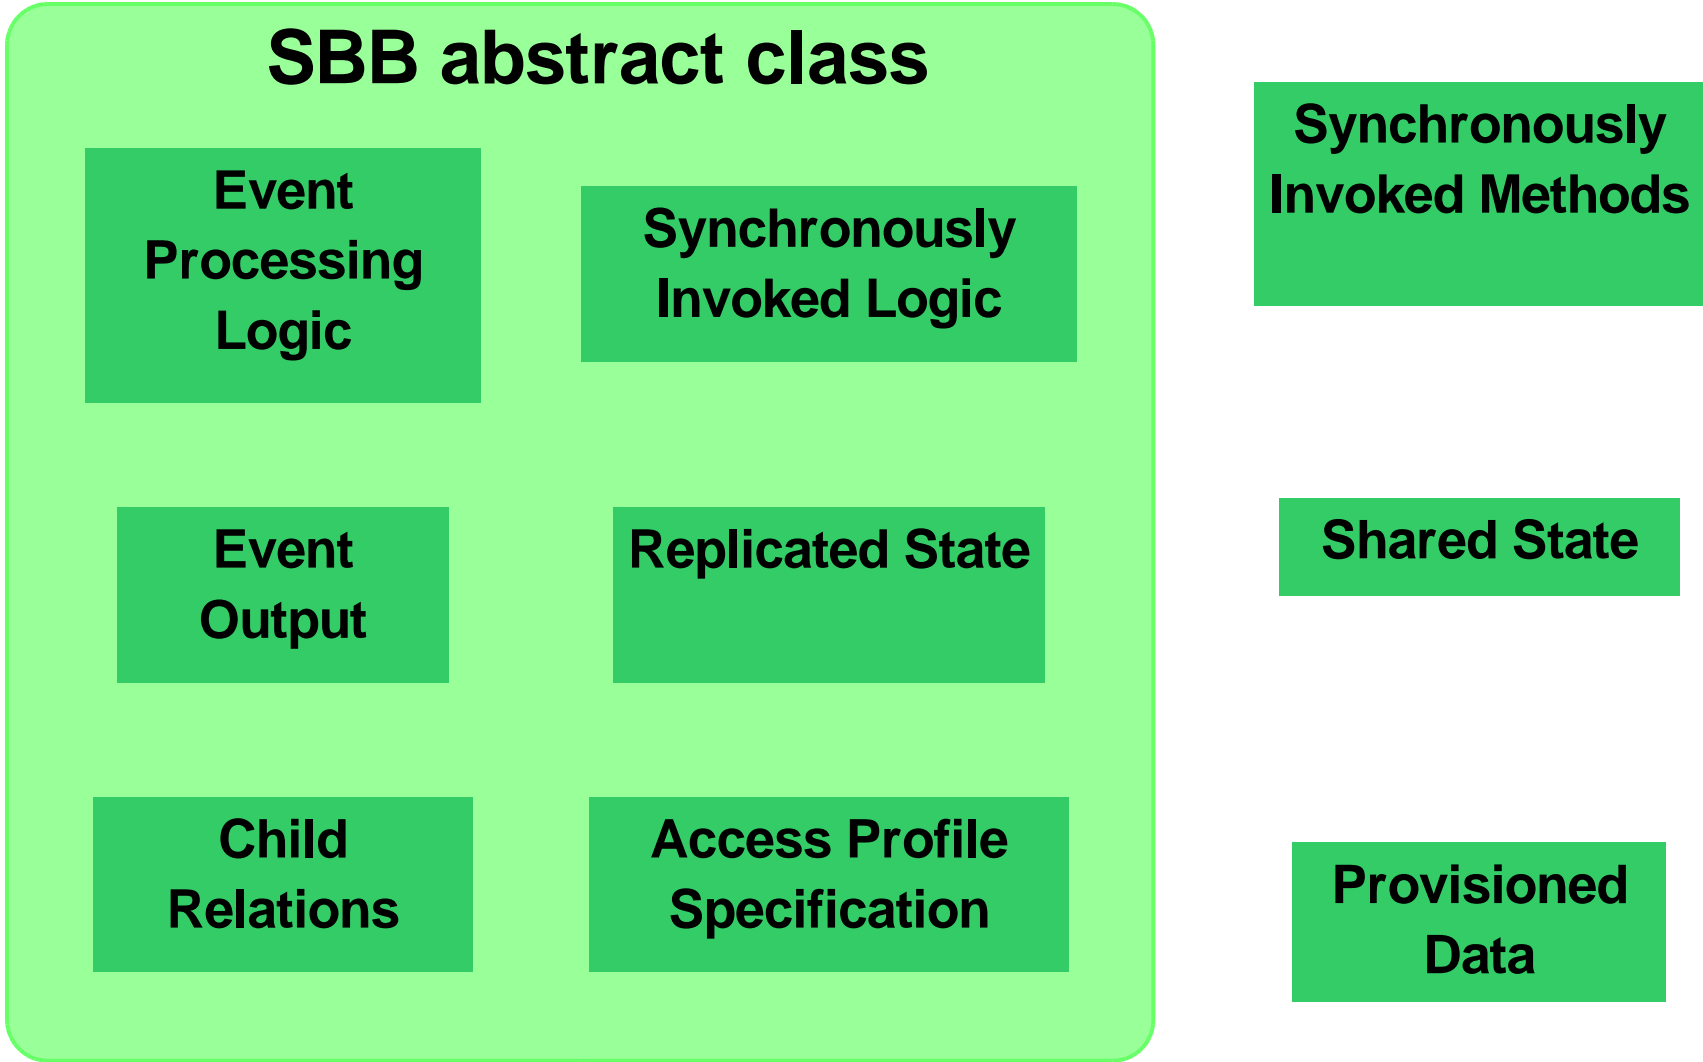 SBB abstract class
Event
Processing
Logic
Synchronously
Invoked Logic
Event
Output
Replicated State
Child
Relations
Access Profile
Specification
Synchronously
Invoked Methods
Shared State
Provisioned
Data